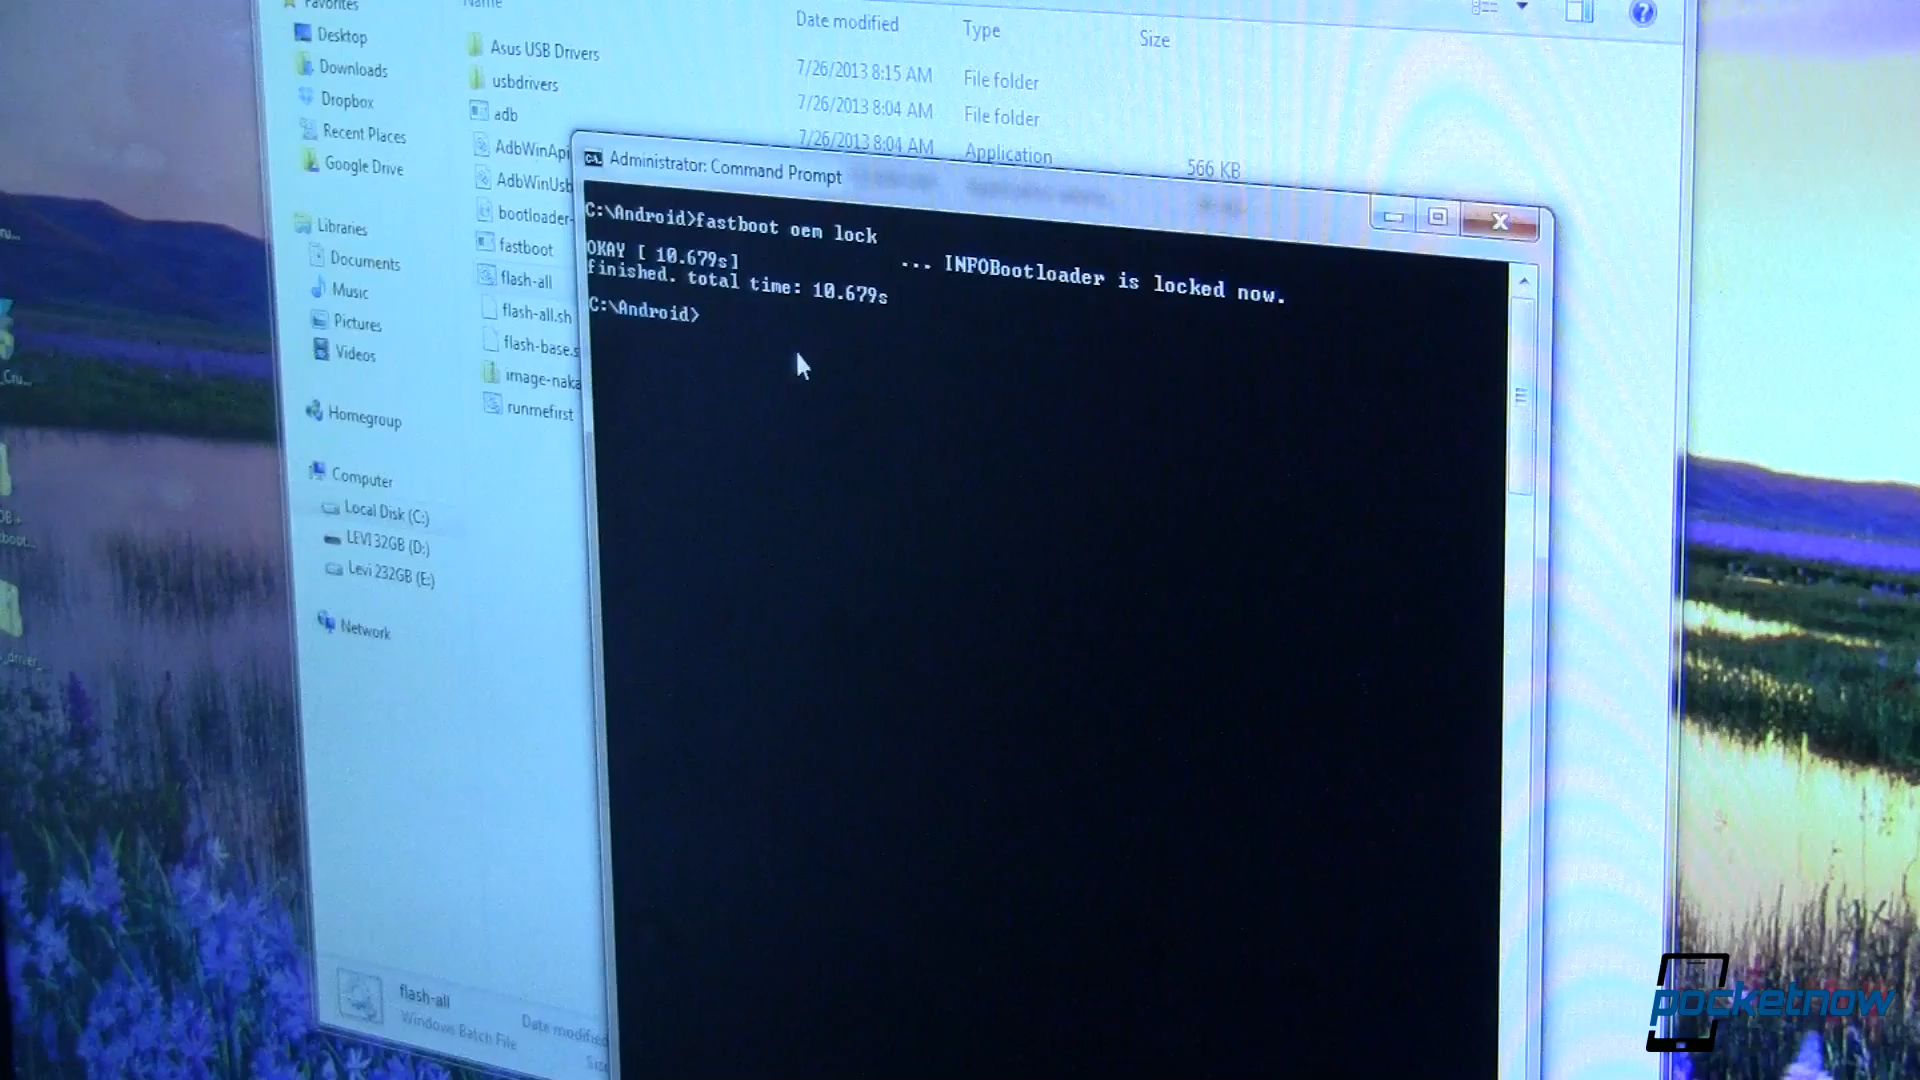 Favorites
Name
Date modified
Type
Size
Desktop
Asus USB Drivers
7/26/2013 8:15 AM
File folder
Downloads
usbdrivers
7/26/2013 8:04 AM
File folder
Dropbox
adb
7/26/2013 8:04 AM
Application
566 KB
Recent Places
AdbWinApi
Google Drive
AdbWinUsb
bootloader-
Libraries
fastboot
Documents
flash-all
Music
flash-all.sh
Pictures
flash-base.s
Videos
image-naka
runmefirst
Homegroup
Computer
Local Disk (C:)
LEVI 32GB (D:)
Levi 232GB (E:)
Network
Administrator: Command Prompt
C:\Android>fastboot oem lock
... INFOBootloader is locked now.
OKAY [ 10.679s]
finished. total time: 10.679s
C:\Android>
flash-all
Windows Batch File
Date modified
pocketnow